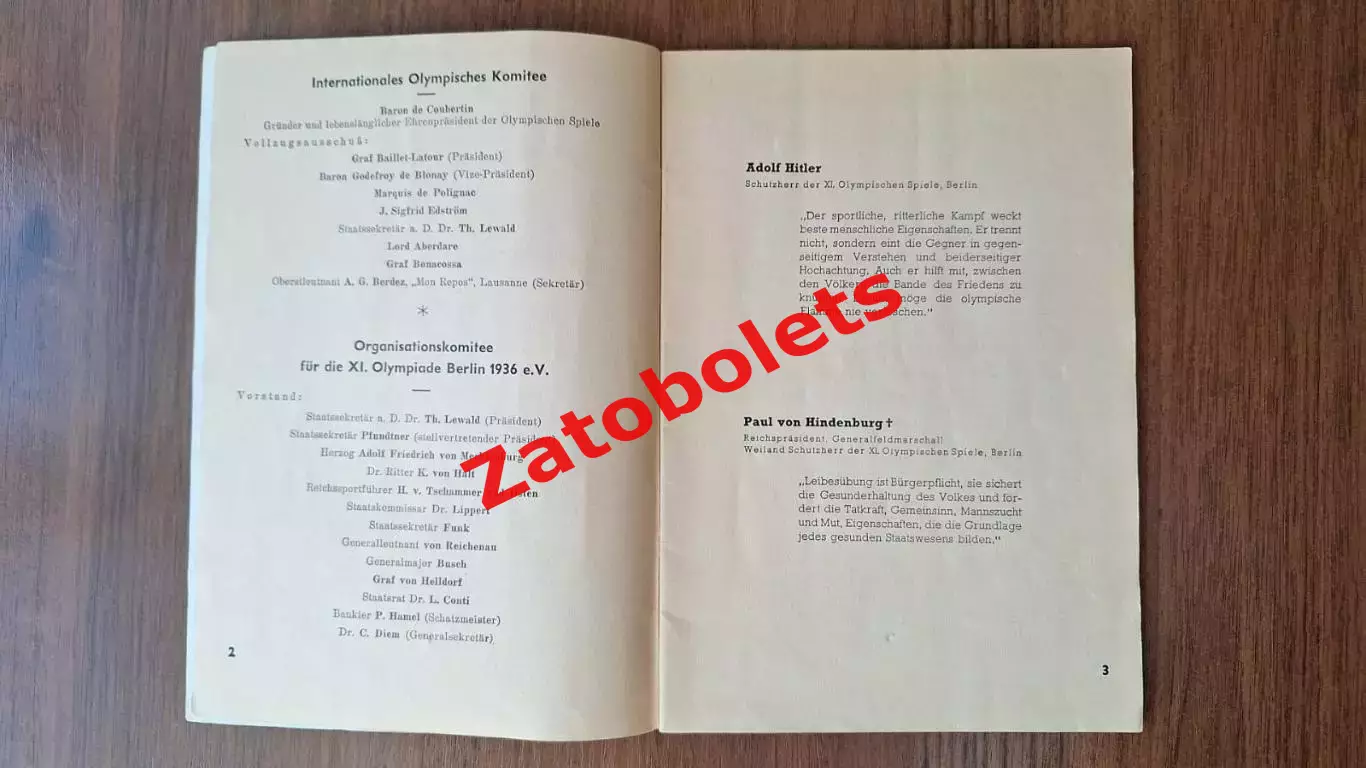 Internationales Olympisches Komitee
Baron de Coubertin
Gründer und lebenslänglicher Ehrenpräsident der Olympischen Spiele
Vollzugsausschuß:
Graf Baillet-Latour (Präsident)
Baron Godefroy de Blonay (Vize-Präsident)
Marquis de Polignac
J. Sigfrid Edström
Staatssekretär a. D. Dr. Th. Lewald
Lord Aberdare
Graf Bonacossa
Oberstleutnant A. G. Berdez, „Mon Repos“, Lausanne (Sekretär)
*
Organisationskomitee
für die XI. Olympiade Berlin 1936 e.V.
Vorstand:
Staatssekretär a. D. Dr. Th. Lewald (Präsident)
Staatssekretär Pfundtner (stellvertretender Präsident
Herzog Adolf Friedrich von
Dr. Ritter K. von Halt
Reichssportführer H. v. Tschammer
Staatskommissar Dr. Lippert
Staatssekretär Funk
Generalleutnant von Reichenau
Generalmajor Busch
Graf von Helldorf
Staatsrat Dr. L. Conti
Bankier P. Hamel (Schatzmeister)
Dr. C. Diem (Generalsekretär)
2
Adolf Hitler
Schutzherr der XI. Olympischen Spiele, Berlin
„Der sportliche, ritterliche Kampf weckt
beste menschliche Eigenschaften. Er trennt
nicht, sondern eint die Gegner in gegen-
seitigem Verstehen und beiderseitiger
Hochachtung. Auch er hilft mit, zwischen
den Völkern die Bande des Friedens zu
möge die olympische
nie
Paul von Hindenburg †
Reichspräsident, Generalfeldmarschall
Weiland Schutzherr der XI. Olympischen Spiele, Berlin
„Leibesübung ist Bürgerpflicht, sie sichert
die Gesunderhaltung des Volkes und för-
dert die Tatkraft, Gemeinsinn, Mannszucht
und Mut, Eigenschaften, die die Grundlage
jedes gesunden Staatswesens bilden.“
3
Zatobolets